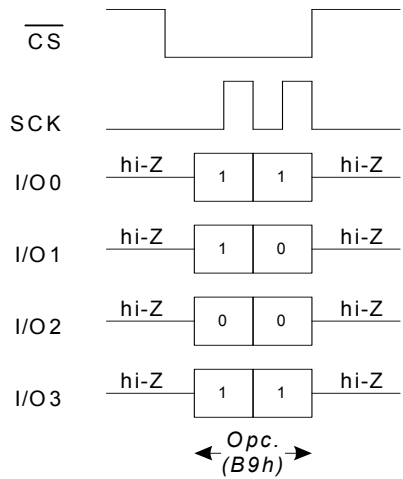 CS
SCK
hi-Z hi-Z
I/O0 1 1
hi-Z hi-Z
I/O1 1 0
hi-Z hi-Z
I/O2 0 0
hi-Z hi-Z
I/O3 1 1
Opc.
(B9h)